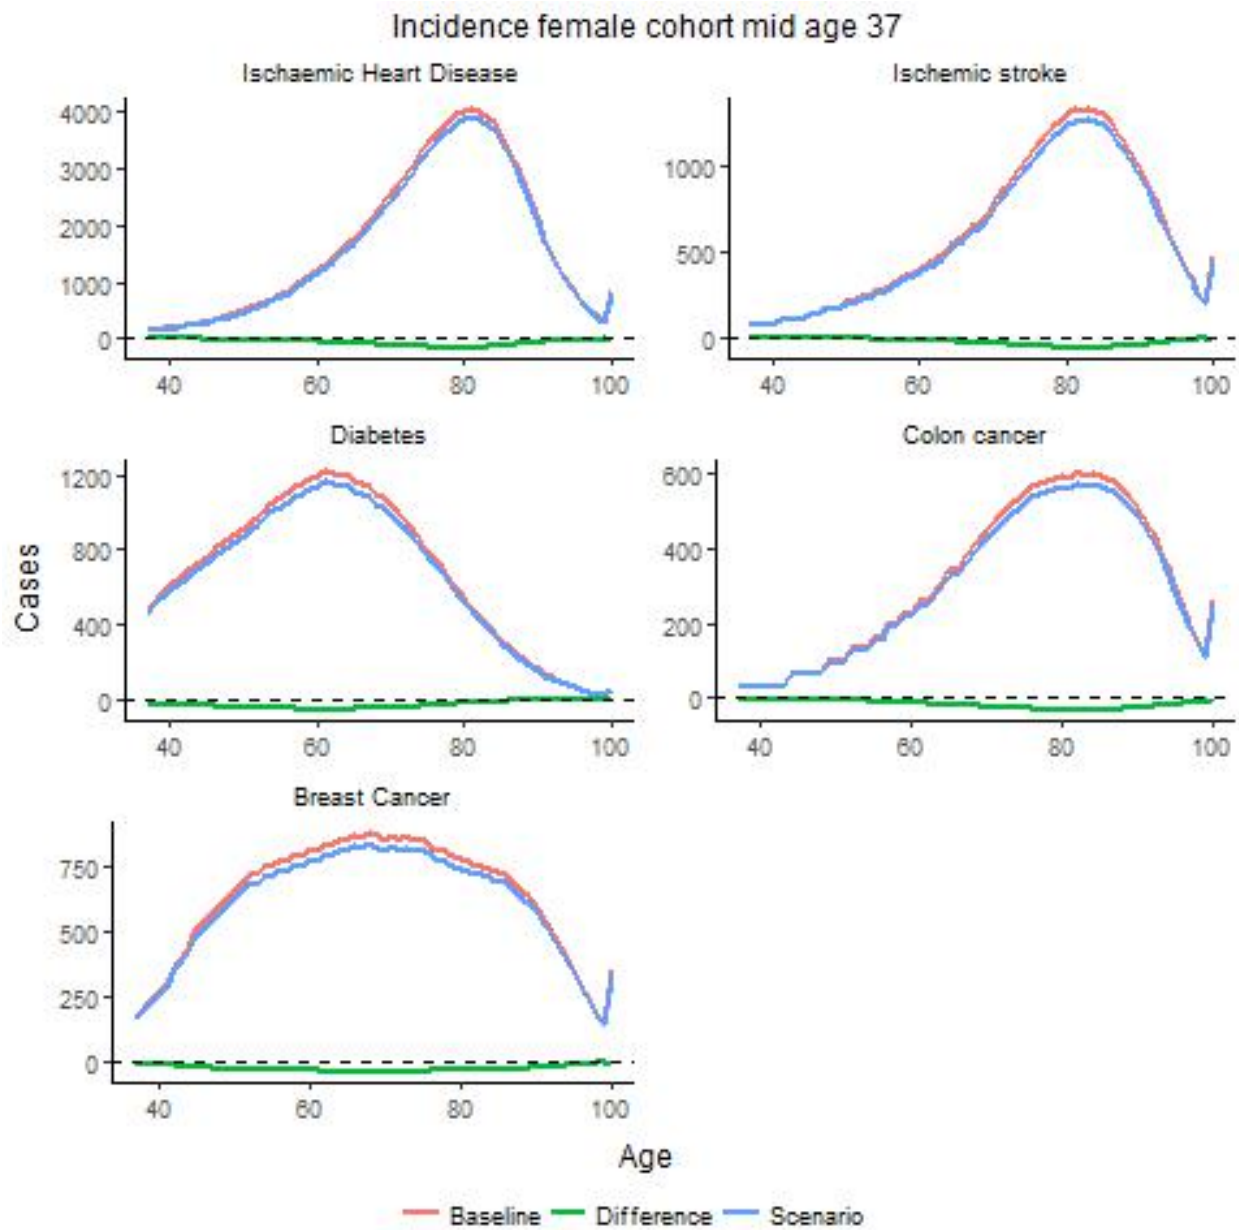 Incidence female cohort mid age 37
Ischaemic Heart Disease
Ischemic stroke
4000
3000
2000
1000
0
40 60 80 100
1000
500
0
40 60 80 100
Diabetes
Colon cancer
1200
800
400
0
40 60 80 100
600
400
200
0
40 60 80 100
Breast Cancer
750
500
250
0
40 60 80 100
Cases
Age
Baseline Difference Scenario